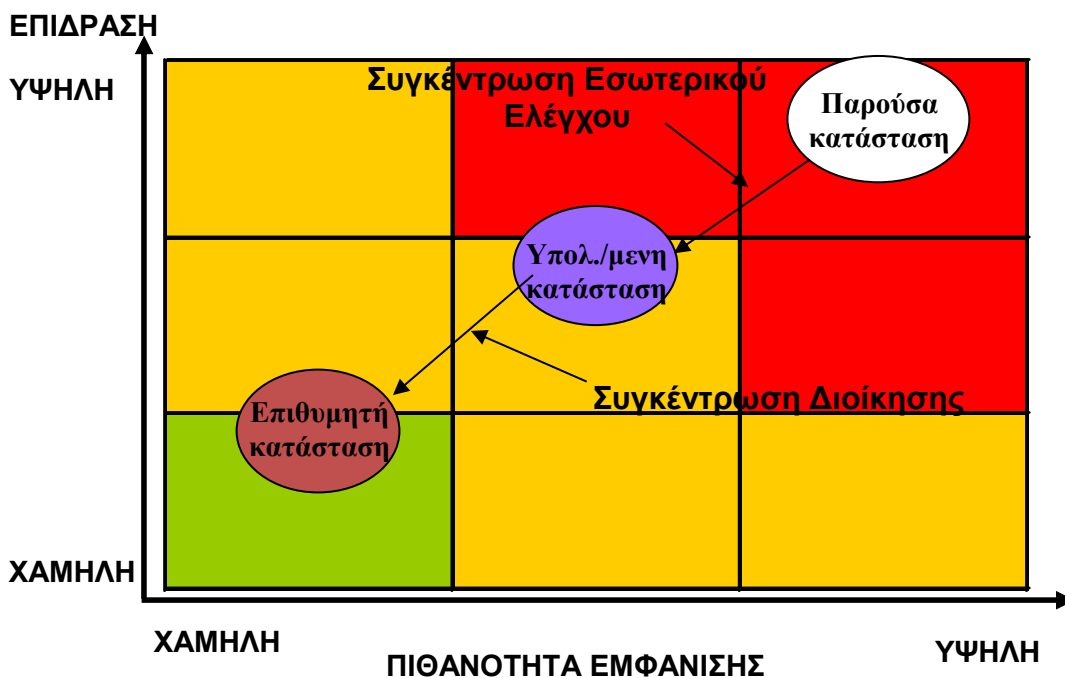 ΕΠΙΔΡΑΣΗ
ΥΨΗΛΗ
Συγκέντρωση Εσωτερικού
Ελέγχου
Παρούσα
κατάσταση
Υπολ./μενη
κατάσταση
Συγκέντρωση Διοίκησης
Επιθυμητή
κατάσταση
ΧΑΜΗΛΗ
ΧΑΜΗΛΗ
ΠΙΘΑΝΟΤΗΤΑ ΕΜΦΑΝΙΣΗΣ
ΥΨΗΛΗ